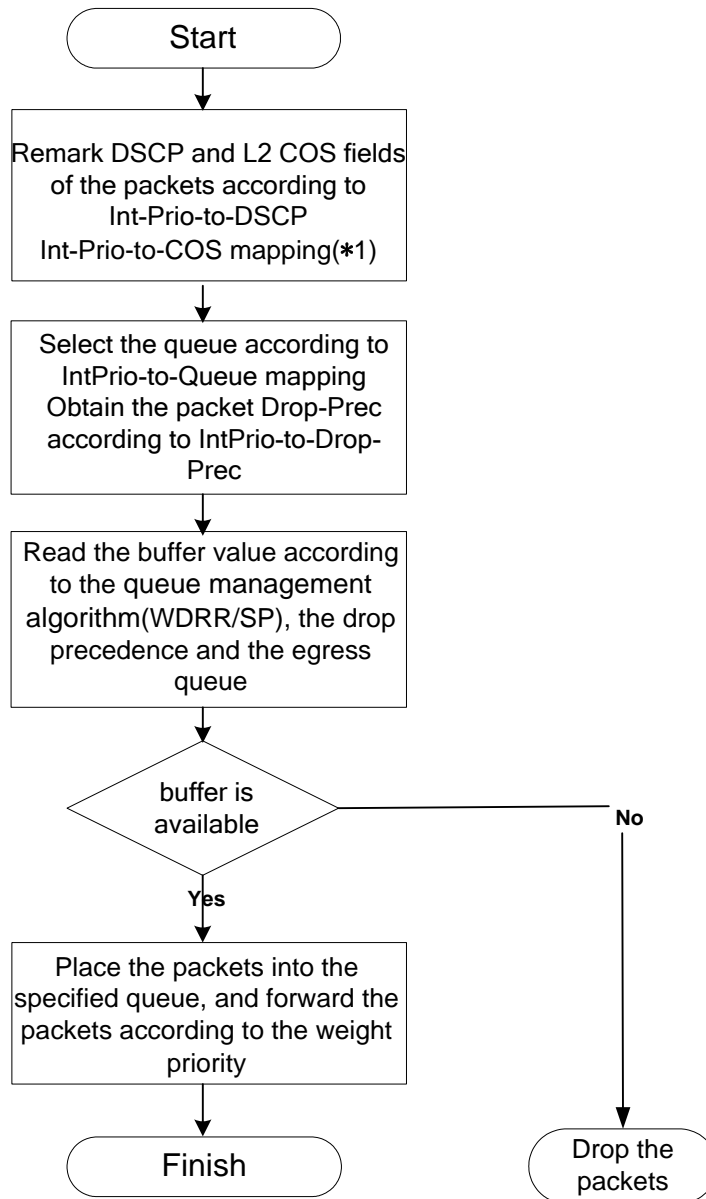 Start
Remark DSCP and L2 COS fields
of the packets according to
Int-Prio-to-DSCP
Int-Prio-to-COS mapping(*1)
Select the queue according to
IntPrio-to-Queue mapping
Obtain the packet Drop-Prec
according to IntPrio-to-Drop-
Prec
Read the buffer value according
to the queue management
algorithm(WDRR/SP), the drop
precedence and the egress
queue
buffer is
available
No
Yes
Place the packets into the
specified queue, and forward the
packets according to the weight
priority
Finish
Drop the
packets